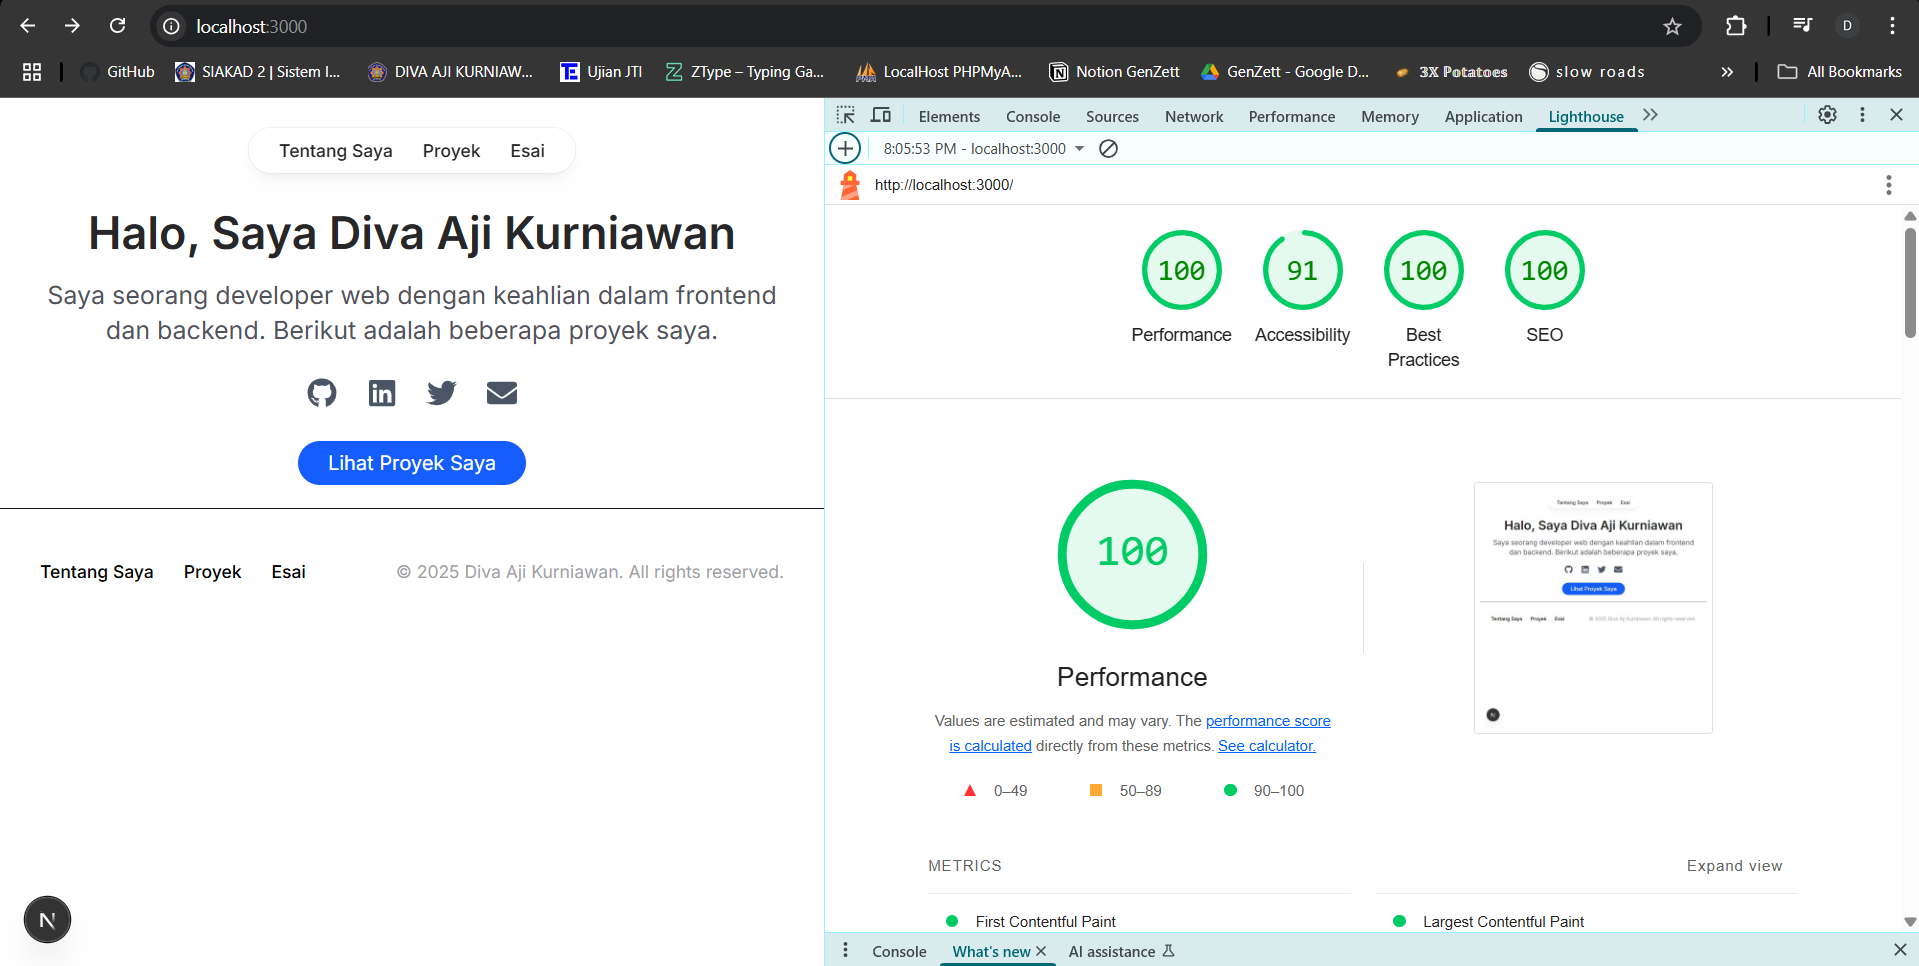 localhost:3000
D
GitHub
SIAKAD 2 | Sistem I...
DIVA AJI KURNIAW...
TE
Ujian JTI
ZType – Typing Ga...
LocalHost PHPMyA...
Notion GenZett
GenZett - Google D...
3X Potatoes
slow roads
All Bookmarks
Tentang Saya
Proyek
Esai
Halo, Saya Diva Aji Kurniawan
Saya seorang developer web dengan keahlian dalam frontend
dan backend. Berikut adalah beberapa proyek saya.
Lihat Proyek Saya
Tentang Saya
Proyek
Esai
© 2025 Diva Aji Kurniawan. All rights reserved.
N
Elements
Console
Sources
Network
Performance
Memory
Application
Lighthouse
8:05:53 PM - localhost:3000
http://localhost:3000/
100
Performance
91
Accessibility
100
Best
Practices
100
SEO
100
Performance
Values are estimated and may vary. The performance score
is calculated directly from these metrics. See calculator.
0–49
50–89
90–100
Tentang Saya
Proyek
Esai
Halo, Saya Diva Aji Kurniawan
Saya seorang developer web dengan keahlian dalam frontend
dan backend. Berikut adalah beberapa proyek saya.
Lihat Proyek Saya
Tentang Saya
Proyek
Esai
© 2025 Diva Aji Kurniawan. All rights reserved.
METRICS
Expand view
First Contentful Paint
Largest Contentful Paint
Console
What's new
AI assistance